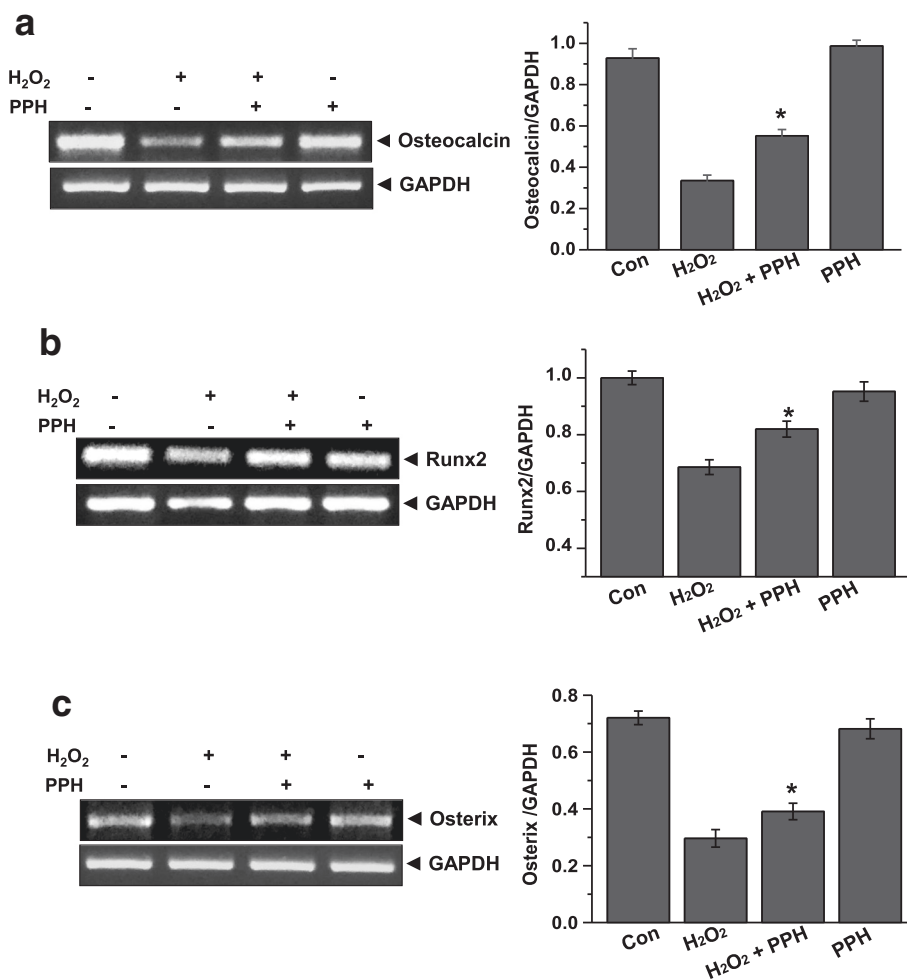 a
H₂O₂ - + + -
PPH - - + +
◄ Osteocalcin
◄ GAPDH
Osteocalcin/GAPDH
1.0
0.8
0.6
0.4
0.2
0.0
*
Con H₂O₂ H₂O₂ + PPH PPH
b
H₂O₂ - + + -
PPH - - + +
◄ Runx2
◄ GAPDH
Runx2/GAPDH
1.0
0.8
0.6
0.4
*
Con H₂O₂ H₂O₂ + PPH PPH
c
H₂O₂ - + + -
PPH - - + +
◄ Osterix
◄ GAPDH
Osterix /GAPDH
0.8
0.6
0.4
0.2
0.0
*
Con H₂O₂ H₂O₂ + PPH PPH